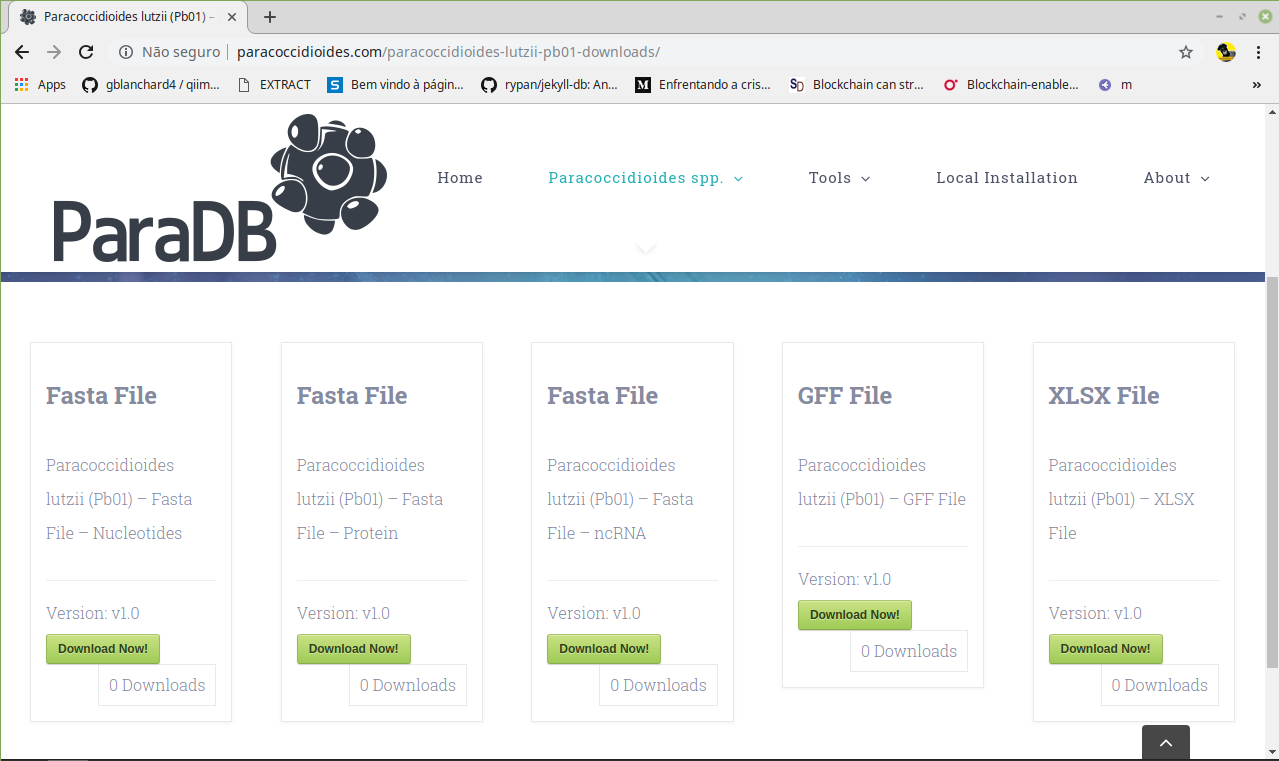 Paracoccidioides lutzii (Pb01) –
Não seguro
paracoccidioides.com/paracoccidioides-lutzii-pb01-downloads/
Apps
gblanchard4 / qiim...
EXTRACT
Bem vindo à págin...
rypan/jekyll-db: An...
M
Enfrentando a cris...
SD
Blockchain can str...
Blockchain-enable...
m
»
ParaDB
Home
Paracoccidioides spp.
Tools
Local Installation
About
Fasta File
Paracoccidioides
lutzii (Pb01) – Fasta
File – Nucleotides
Version: v1.0
Download Now!
0 Downloads
Fasta File
Paracoccidioides
lutzii (Pb01) – Fasta
File – Protein
Version: v1.0
Download Now!
0 Downloads
Fasta File
Paracoccidioides
lutzii (Pb01) – Fasta
File – ncRNA
Version: v1.0
Download Now!
0 Downloads
GFF File
Paracoccidioides
lutzii (Pb01) – GFF File
Version: v1.0
Download Now!
0 Downloads
XLSX File
Paracoccidioides
lutzii (Pb01) – XLSX
File
Version: v1.0
Download Now!
0 Downloads